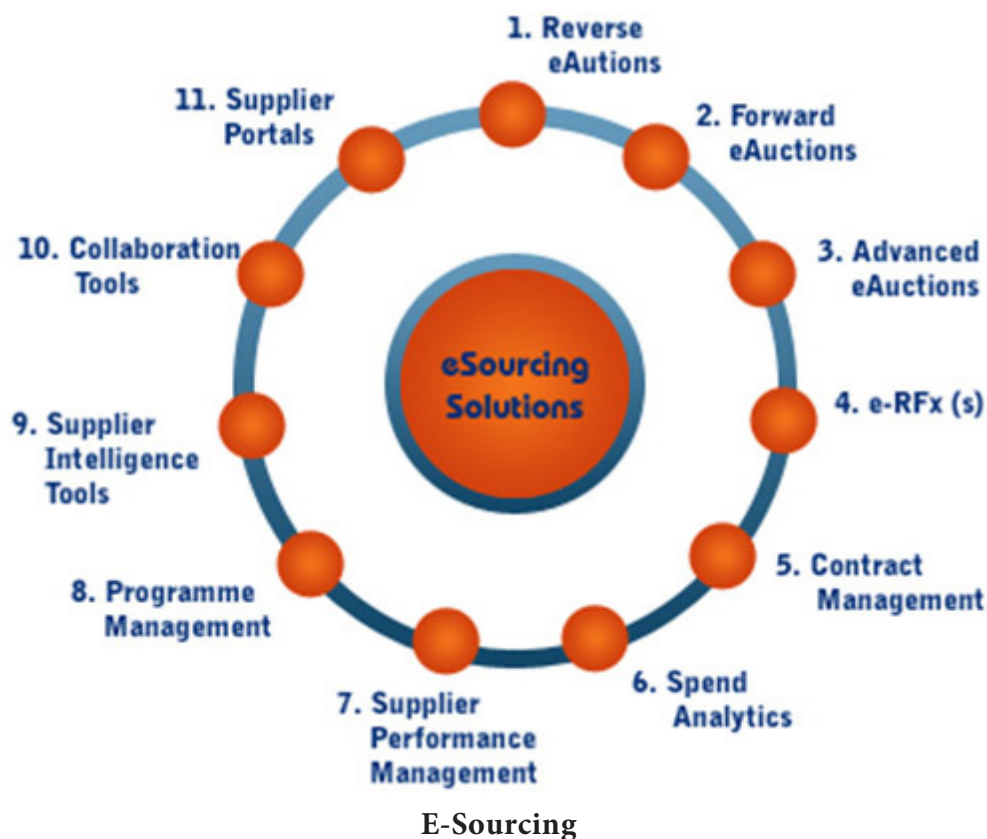 1. Reverse
eAutions
2. Forward
eAuctions
3. Advanced
eAuctions
4. e-RFx (s)
5. Contract
Management
6. Spend
Analytics
7. Supplier
Performance
Management
8. Programme
Management
9. Supplier
Intelligence
Tools
10. Collaboration
Tools
11. Supplier
Portals
eSourcing
Solutions
E-Sourcing